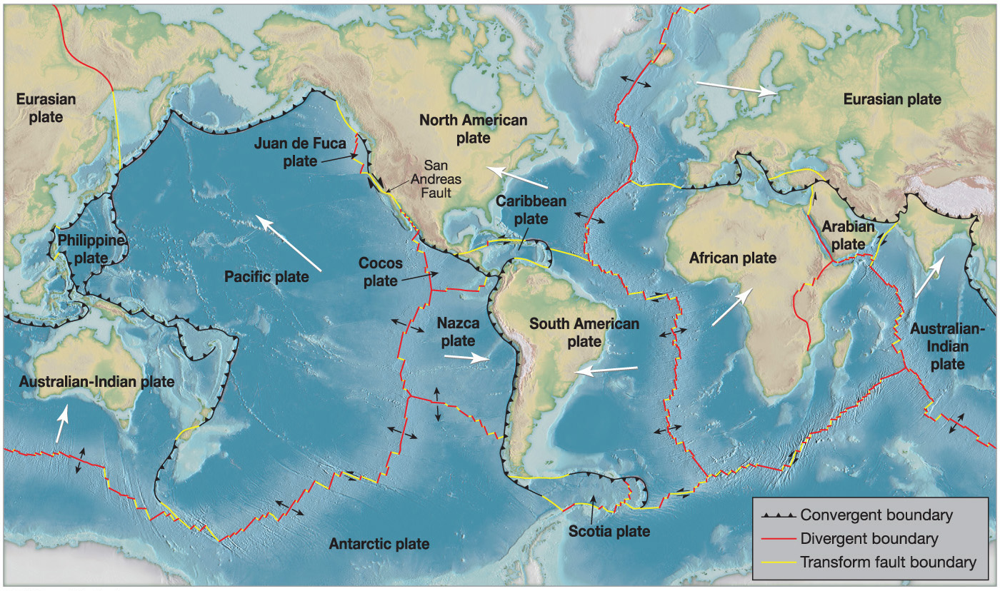 Eurasian
plate
Eurasian plate
North American
plate
Juan de Fuca
plate
San
Andreas
Fault
Caribbean
plate
Philippine
plate
Arabian
plate
Pacific plate
Cocos
plate
African plate
Nazca
plate
South American
plate
Australian-
Indian
plate
Australian-Indian plate
Scotia plate
Antarctic plate
Convergent boundary
Divergent boundary
Transform fault boundary